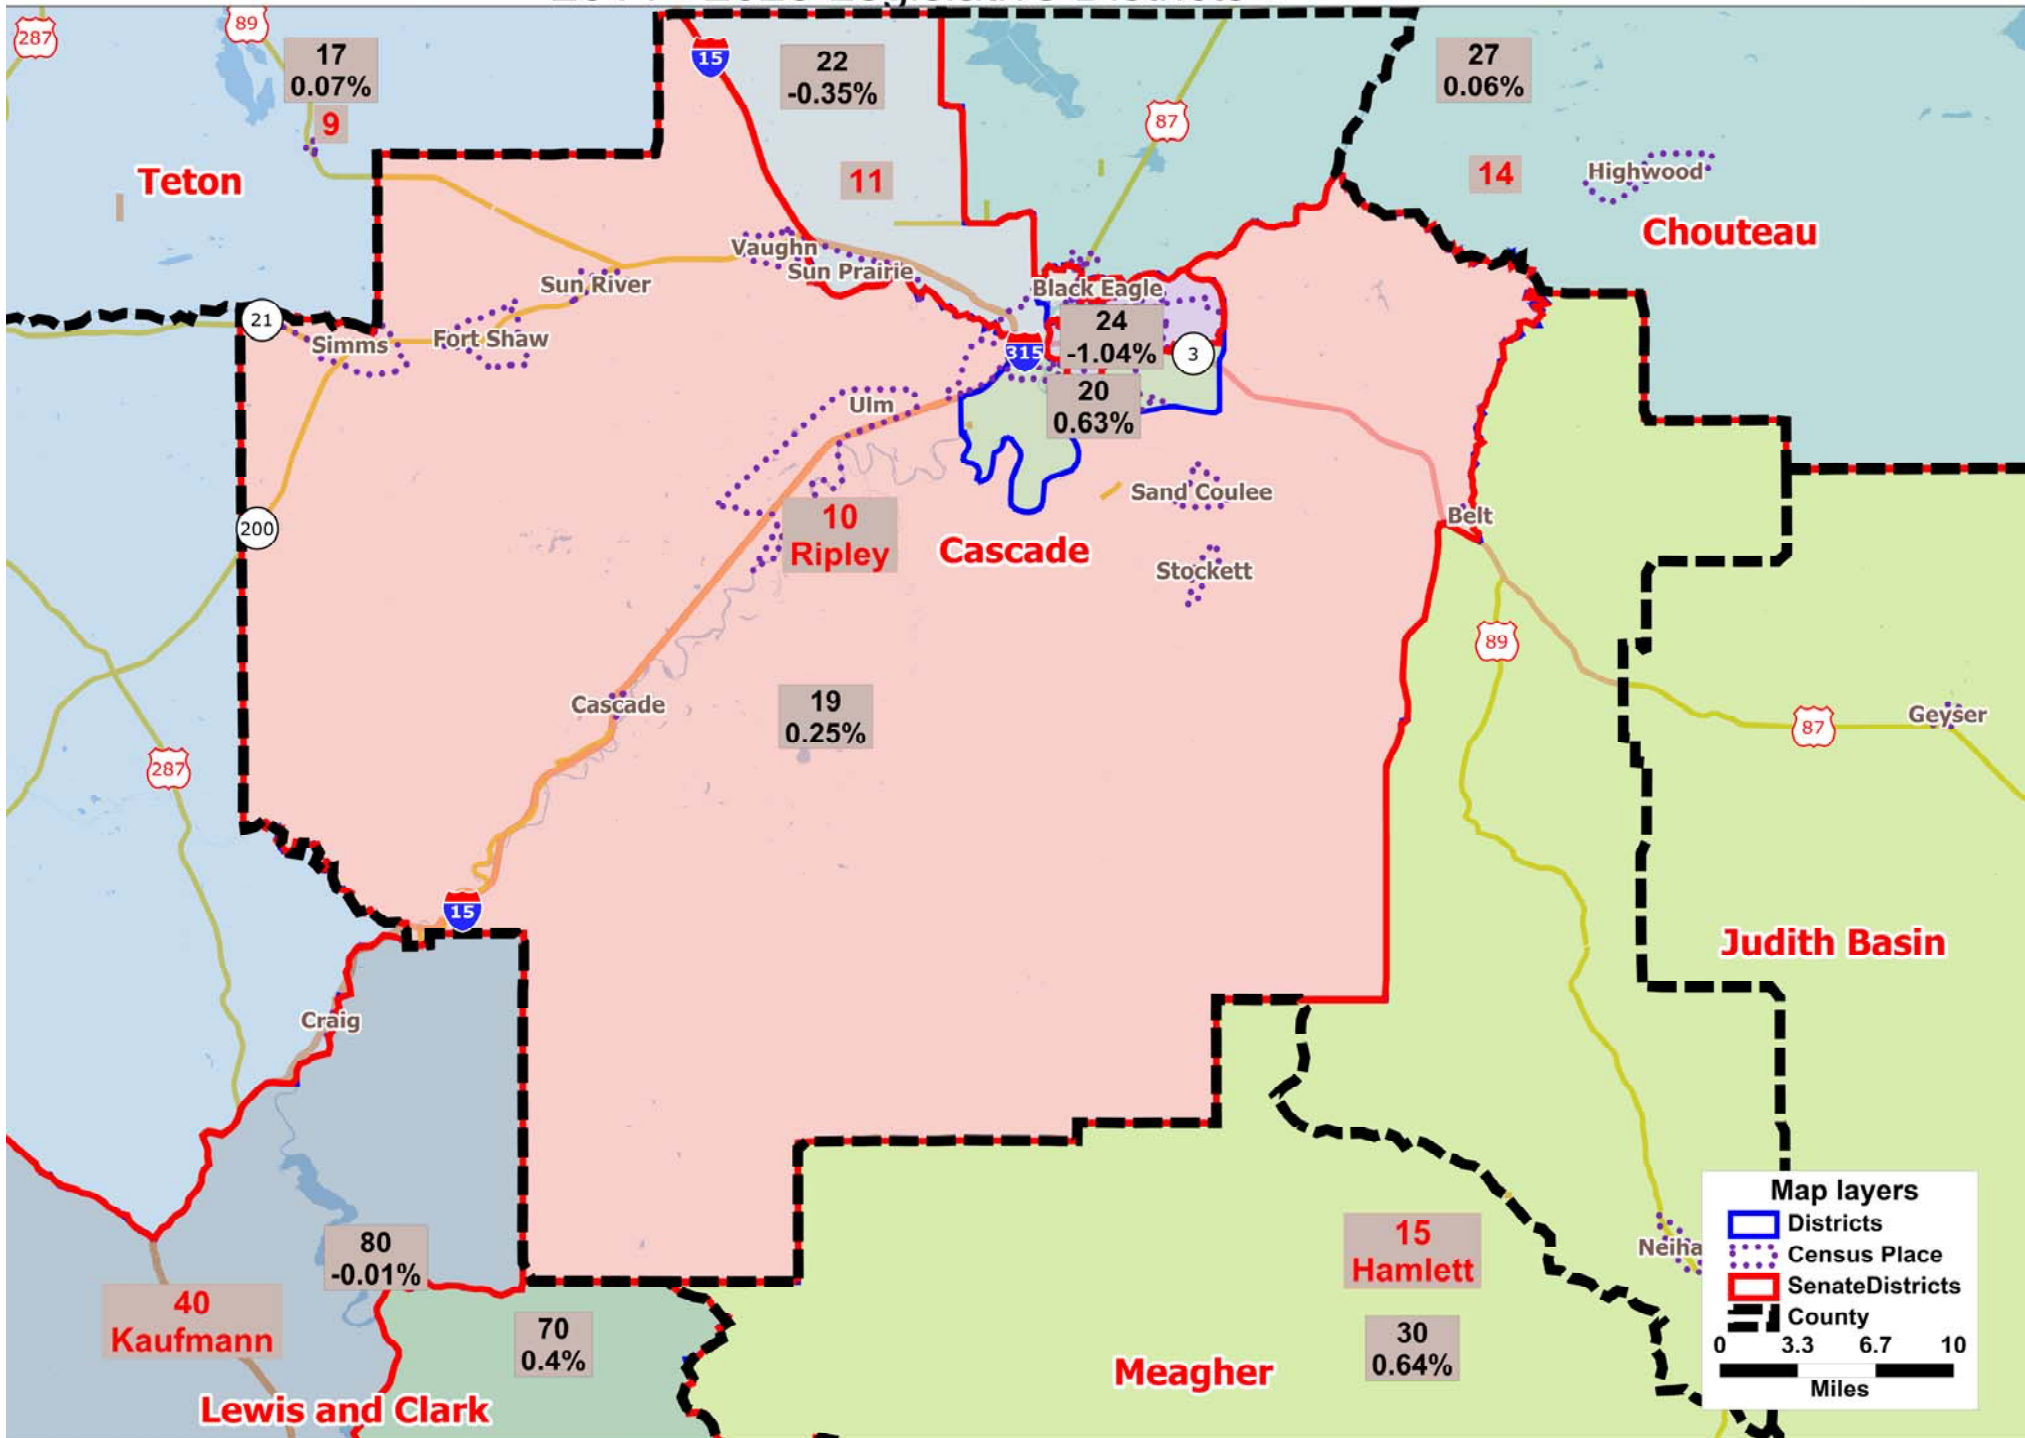 287
89
17
0.07%
9
Teton
15
22
-0.35%
11
87
27
0.06%
14
Highwood
Chouteau
Vaughn
Sun Prairie
Sun River
Black Eagle
21
Simms
Fort Shaw
24
-1.04%
315
3
20
0.63%
Ulm
200
10
Ripley
Cascade
Sand Coulee
Stockett
Belt
89
Cascade
19
0.25%
87
Geyser
287
15
Judith Basin
Craig
80
-0.01%
40
Kaufmann
70
0.4%
Lewis and Clark
Meagher
15
Hamlett
30
0.64%
Neiha
Map layers
Districts
Census Place
SenateDistricts
County
0 3.3 6.7 10
Miles